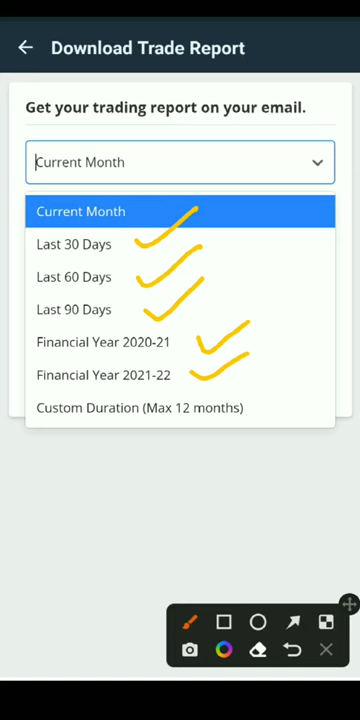 Download Trade Report
Get your trading report on your email.
Current Month
Current Month
Last 30 Days
Last 60 Days
Last 90 Days
Financial Year 2020-21
Financial Year 2021-22
Custom Duration (Max 12 months)